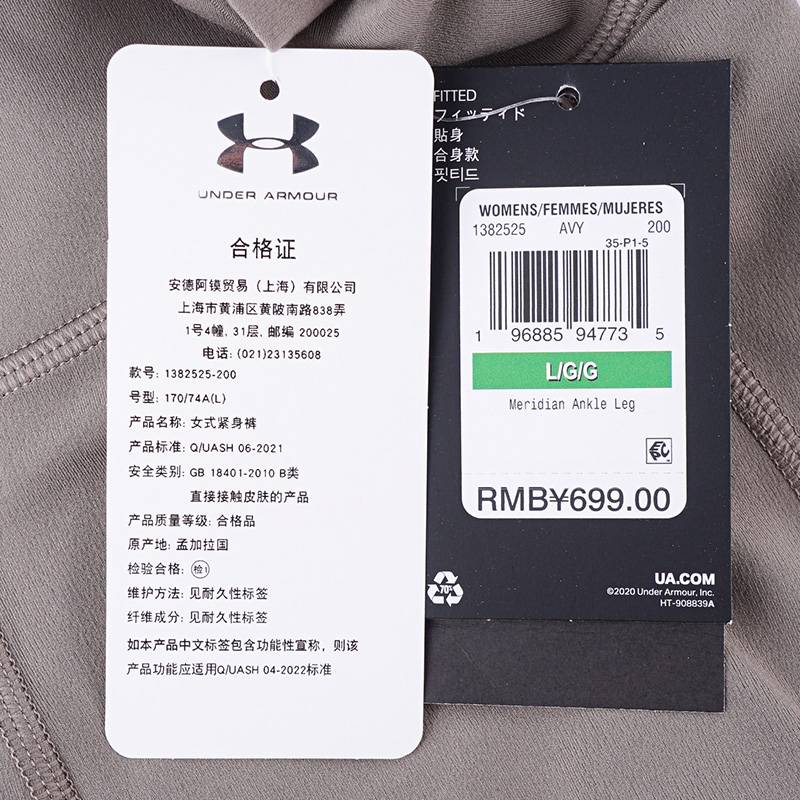 UNDER ARMOUR
合格证
安德阿镆贸易（上海）有限公司
上海市黄浦区黄陂南路838弄
1号4幢, 31层, 邮编 200025
电话: (021)23135608
款号: 1382525-200
号型: 170/74A(L)
产品名称: 女式紧身裤
产品标准: Q/UASH 06-2021
安全类别: GB 18401-2010 B类
直接接触皮肤的产品
产品质量等级: 合格品
原产地: 孟加拉国
检验合格: 检1
维护方法: 见耐久性标签
纤维成分: 见耐久性标签
如本产品中文标签包含功能性宣称，则该
产品功能应适用Q/UASH 04-2022标准
FITTED
フィッティド
貼身
合身款
핏티드
WOMENS/FEMMES/MUJERES
1382525 AVY 200
35-P1-5
1 96885 94773 5
L/G/G
Meridian Ankle Leg
RMB¥699.00
70%
UA.COM
©2020 Under Armour, Inc.
HT-908839A